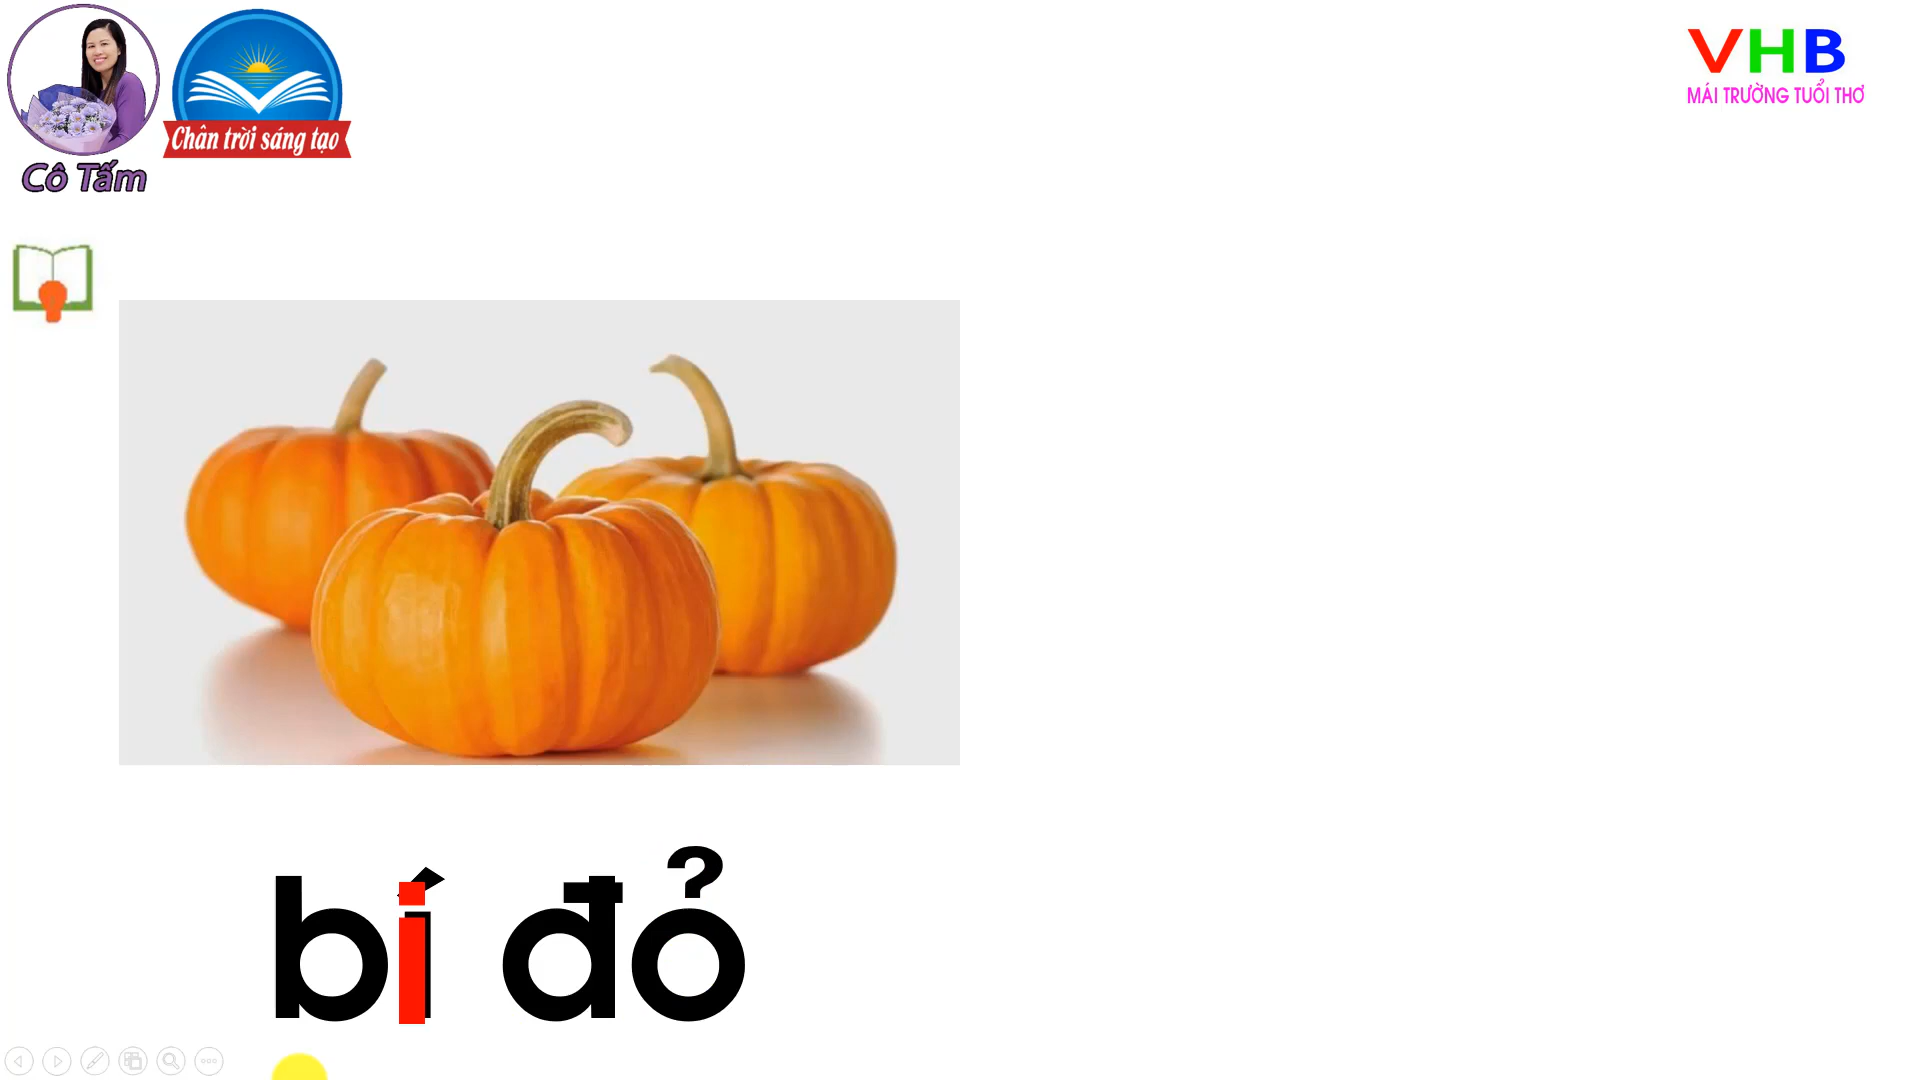 Chân trời sáng tạo
Cô Tấm
VHB
MÁI TRƯỜNG TUỔI THƠ
bí đỏ